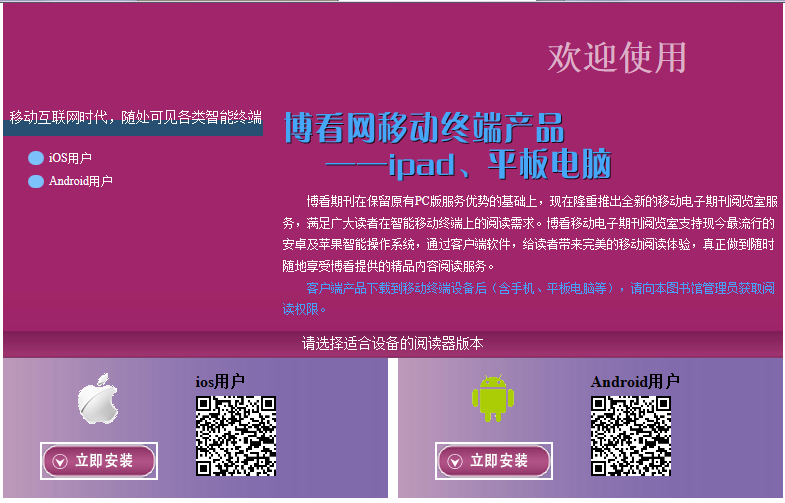 欢迎使用
移动互联网时代，随处可见各类智能终端
iOS用户
Android用户
博看网移动终端产品
——ipad、平板电脑
博看期刊在保留原有PC版服务优势的基础上，现在隆重推出全新的移动电子期刊阅览室服
务，满足广大读者在智能移动终端上的阅读需求。博看移动电子期刊阅览室支持现今最流行的
安卓及苹果智能操作系统，通过客户端软件，给读者带来完美的移动阅读体验，真正做到随时
随地享受博看提供的精品内容阅读服务。
客户端产品下载到移动终端设备后（含手机、平板电脑等），请向本图书馆管理员获取阅
读权限。
请选择适合设备的阅读器版本
ios用户
立即安装
Android用户
立即安装